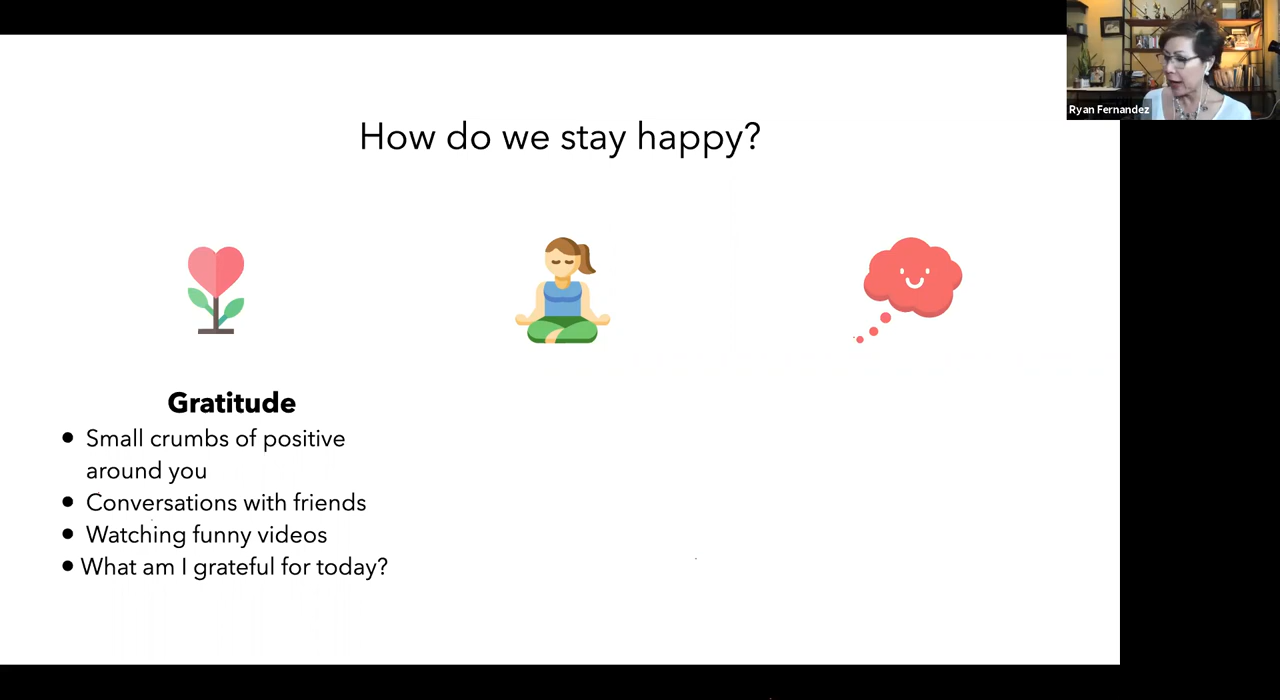 Ryan Fernandez
How do we stay happy?
Gratitude
• Small crumbs of positive
around you
• Conversations with friends
• Watching funny videos
• What am I grateful for today?